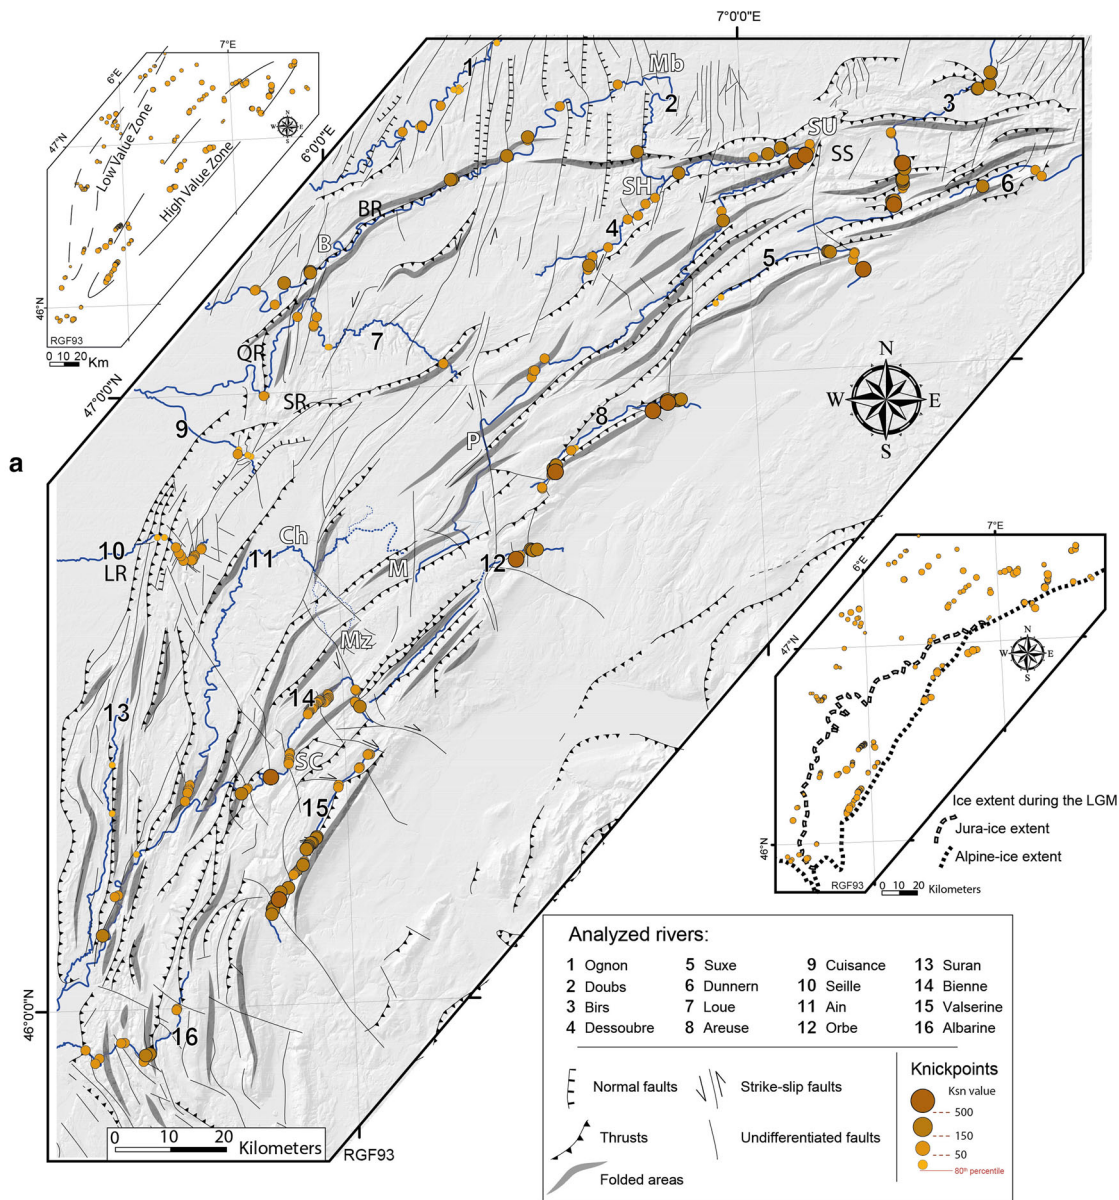 7°0'0"E
7°E
6°E
47°N
Low Value Zone
High Value Zone
N
W
E
S
46°N
RGF93
0 10 20
Km
6°0'0"E
1
Mb
2
3
SU
SS
SH
BR
4
6
B
5
7
QR
SR
47°0'0"N
9
8
N
W
E
S
P
a
Ch
10
11
LR
M
12
Mz
13
14
SC
15
7°E
6°E
47°N
N
W
E
S
Ice extent during the LGM
Jura-ice extent
46°N
Alpine-ice extent
RGF93
0 10 20
Kilometers
46°0'0"N
16
0 10 20
Kilometers
RGF93
Analyzed rivers:
1 Ognon 5 Suxe 9 Cuisance 13 Suran
2 Doubs 6 Dunnern 10 Seille 14 Bienne
3 Birs 7 Loue 11 Ain 15 Valserine
4 Dessoubre 8 Areuse 12 Orbe 16 Albarine
Normal faults
Strike-slip faults
Thrusts
Undifferentiated faults
Folded areas
Knickpoints
Ksn value
500
150
50
80th percentile